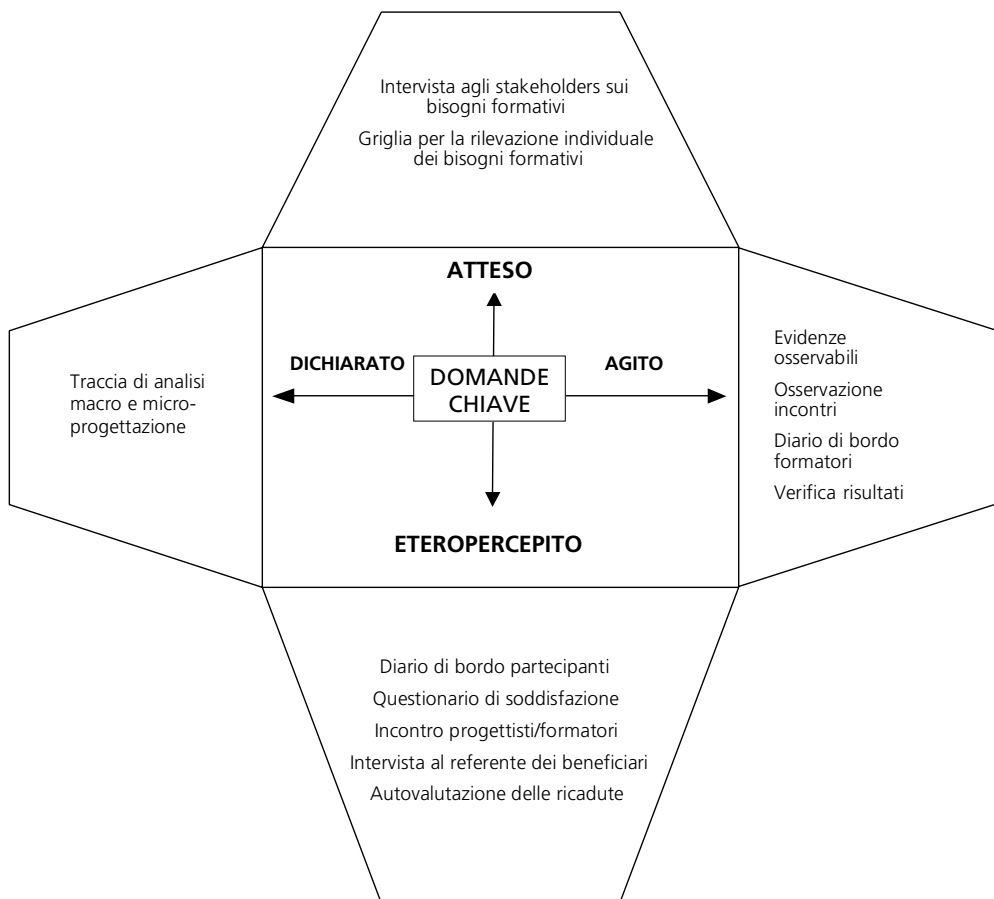 Intervista agli stakeholders sui
bisogni formativi
Griglia per la rilevazione individuale
dei bisogni formativi
ATTESO
DICHIARATO
AGITO
DOMANDE
CHIAVE
Traccia di analisi
macro e micro-
progettazione
Evidenze
osservabili
Osservazione
incontri
Diario di bordo
formatori
Verifica risultati
ETEROPERCEPITO
Diario di bordo partecipanti
Questionario di soddisfazione
Incontro progettisti/formatori
Intervista al referente dei beneficiari
Autovalutazione delle ricadute